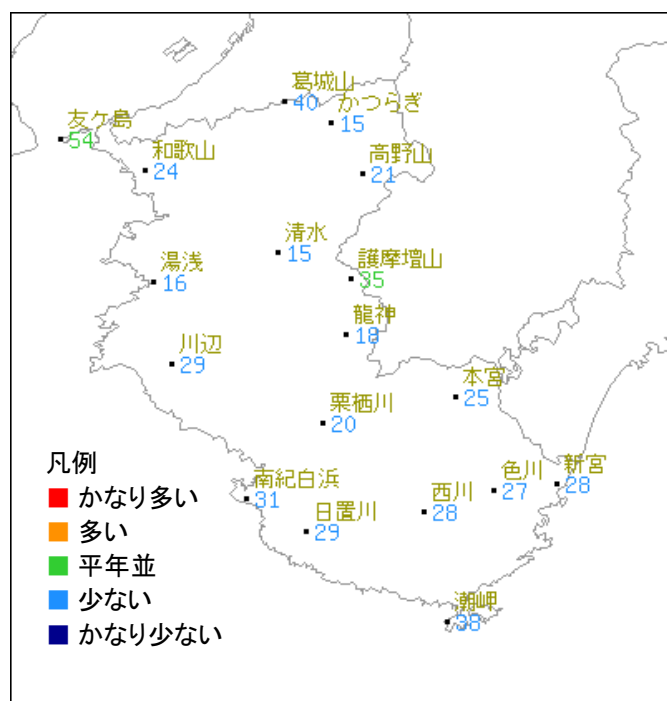 葛城山
40
かつらぎ
15
友ケ島
54
和歌山
24
高野山
21
清水
15
護摩壇山
35
湯浅
16
龍神
18
川辺
29
本宮
25
栗栖川
20
凡例
かなり多い
多い
平年並
少ない
かなり少ない
南紀白浜
31
日置川
29
西川
28
色川
27
新宮
28
潮岬
38